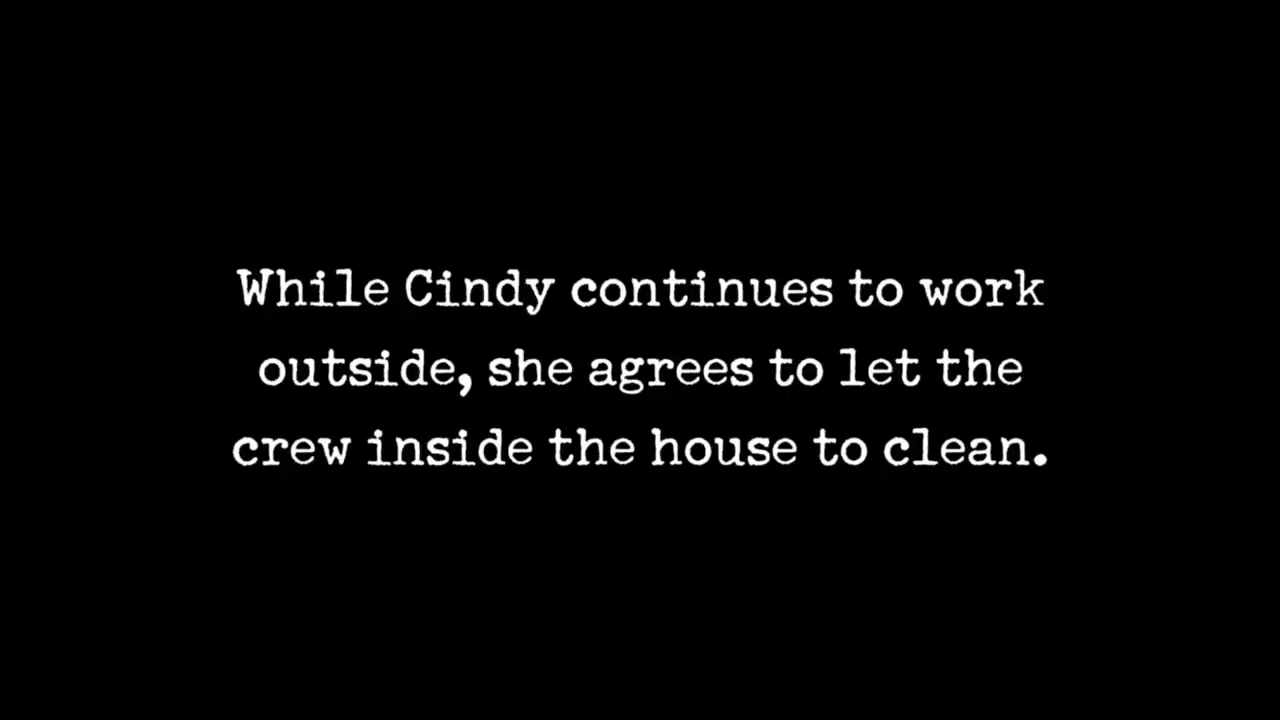 While Cindy continues to work
outside, she agrees to let the
crew inside the house to clean.